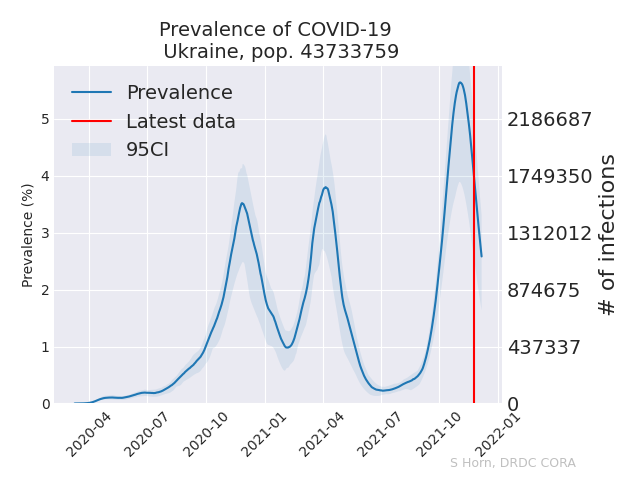 Prevalence of COVID-19
Ukraine, pop. 43733759
Prevalence
Latest data
95CI
Prevalence (%)
5
4
3
2
1
0
2186687
1749350
1312012
874675
437337
0
# of infections
2020-04
2020-07
2020-10
2021-01
2021-04
2021-07
2021-10
2022-01
S Horn, DRDC CORA